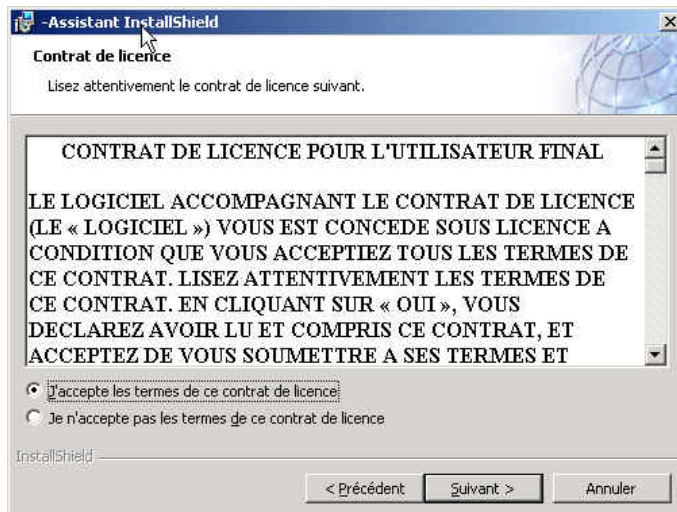 -Assistant InstallShield
Contrat de licence
Lisez attentivement le contrat de licence suivant.
CONTRAT DE LICENCE POUR L'UTILISATEUR FINAL
LE LOGICIEL ACCOMPAGNANT LE CONTRAT DE LICENCE
(LE « LOGICIEL ») VOUS EST CONCEDE SOUS LICENCE A
CONDITION QUE VOUS ACCEPTIEZ TOUS LES TERMES DE
CE CONTRAT. LISEZ ATTENTIVEMENT LES TERMES DE
CE CONTRAT. EN CLIQUANT SUR « OUI », VOUS
DECLAREZ AVOIR LU ET COMPRIS CE CONTRAT, ET
ACCEPTEZ DE VOUS SOUMETTRE A SES TERMES ET
J'accepte les termes de ce contrat de licence
Je n'accepte pas les termes de ce contrat de licence
InstallShield
< Précédent
Suivant >
Annuler